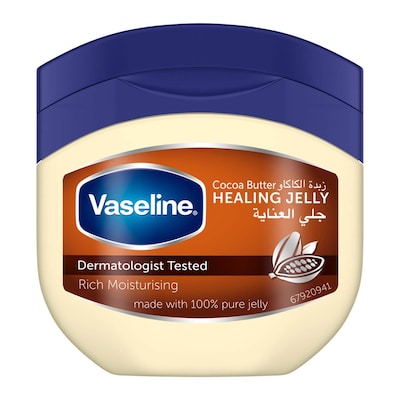 Cocoa Butter زبدة الكاكاو
HEALING JELLY
جلي العناية
Vaseline.
Dermatologist Tested
Rich Moisturising
made with 100% pure jelly
67920941